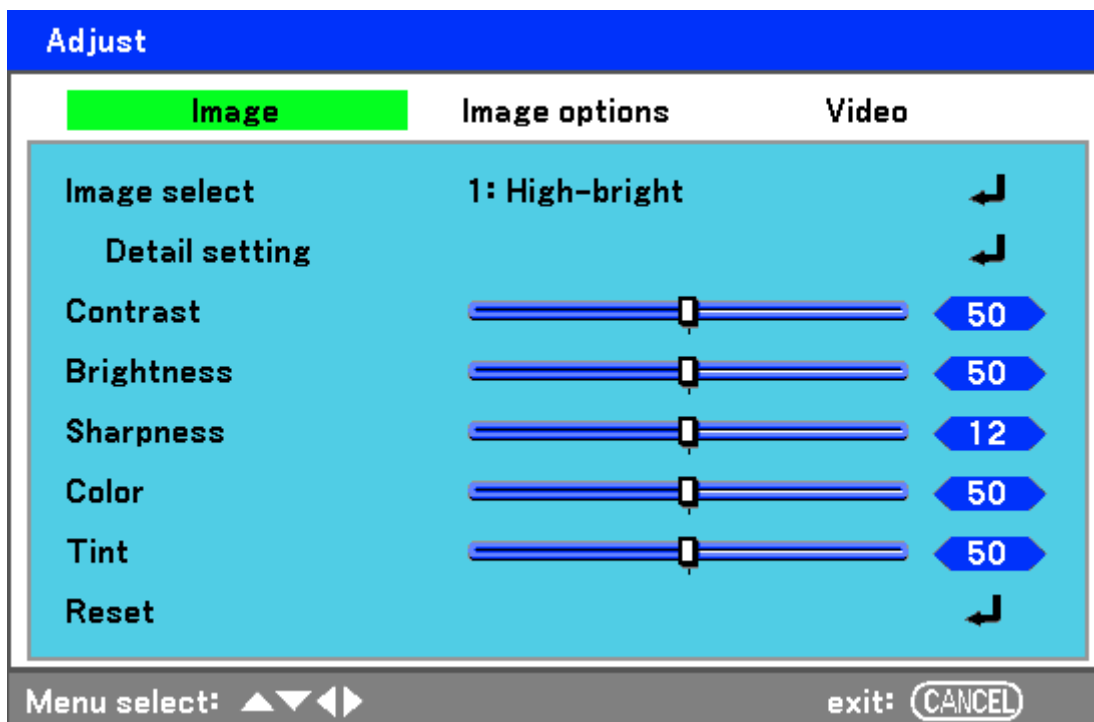 Adjust
Image Image options Video
Image select 1: High-bright
Detail setting
Contrast 50
Brightness 50
Sharpness 12
Color 50
Tint 50
Reset
Menu select: ▲▼◀▶ exit: CANCEL